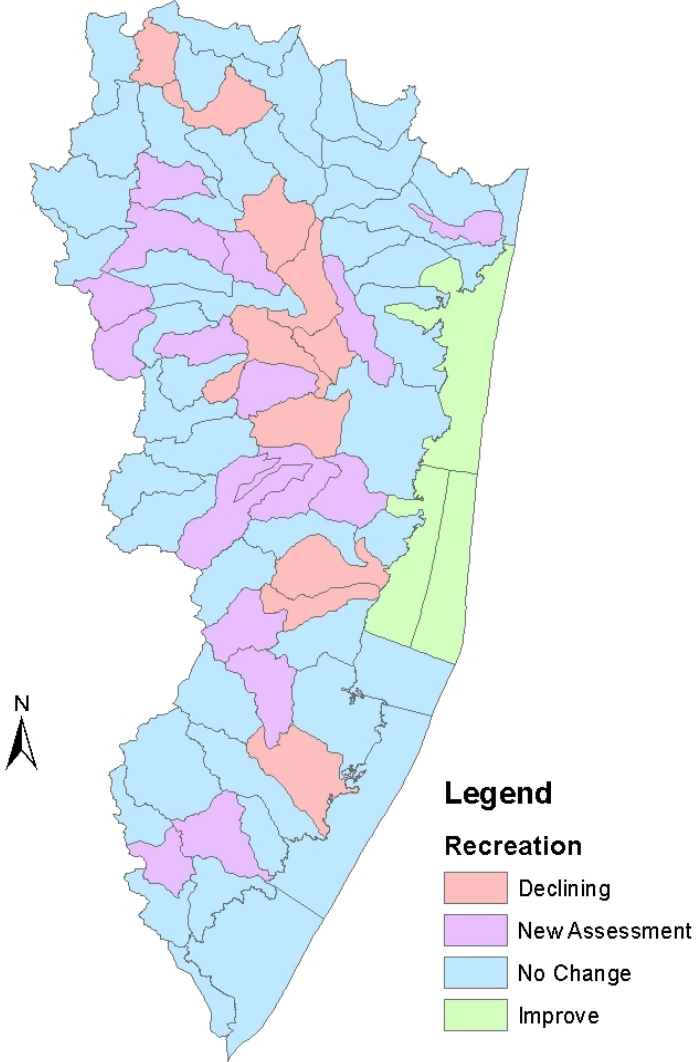 N
Legend
Recreation
Declining
New Assessment
No Change
Improve